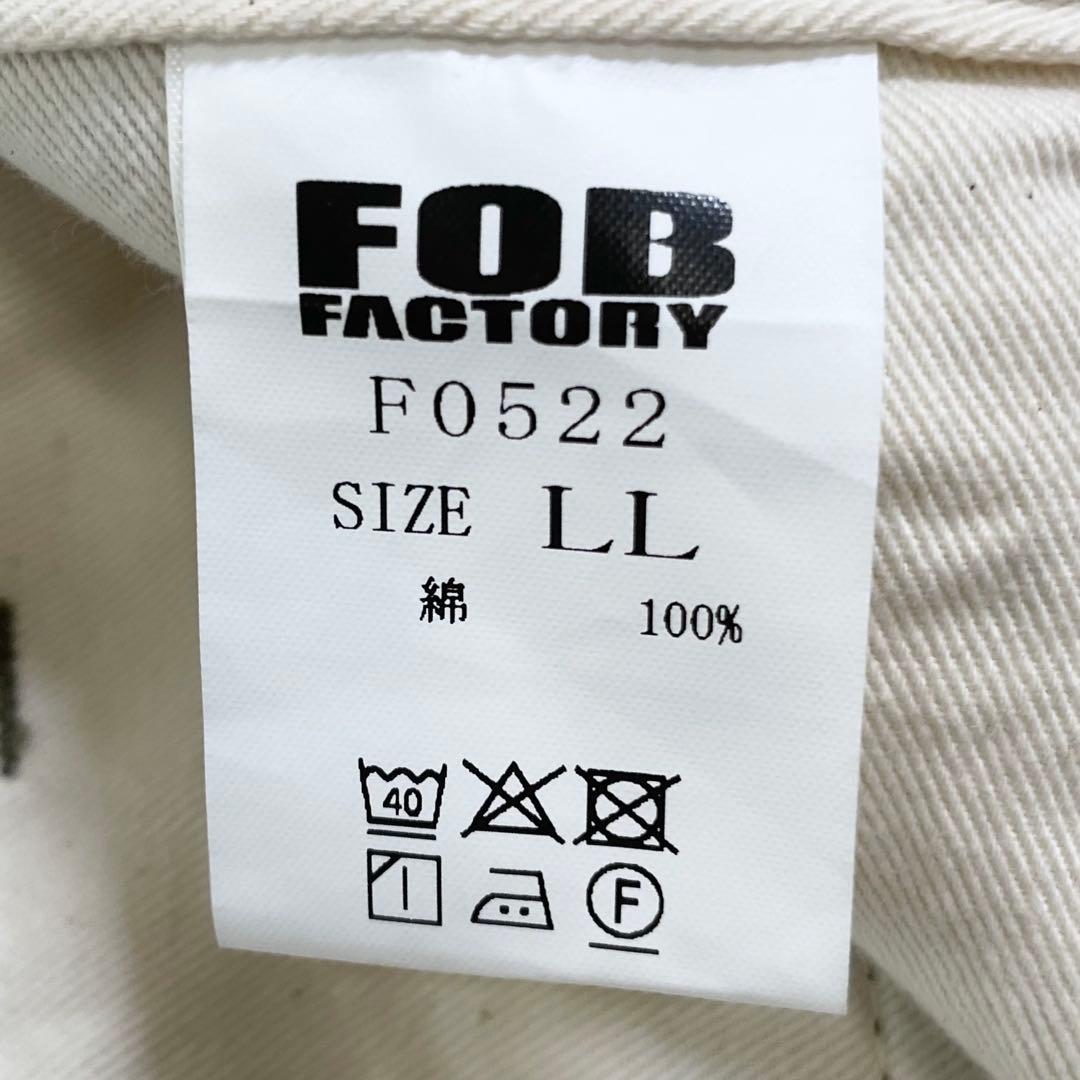 FOB
FACTORY
F0522
SIZE LL
綿 100%
40
F